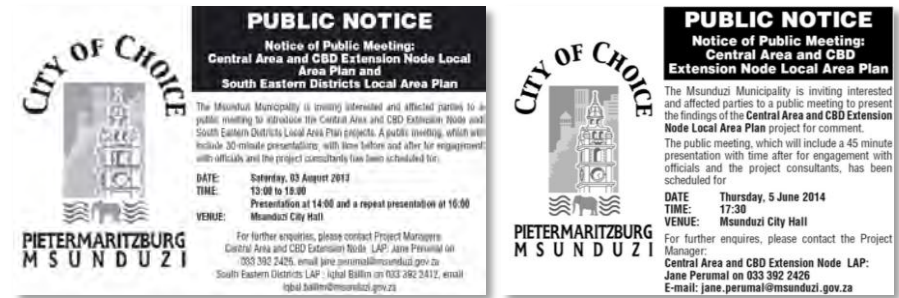 CITY OF CHOICE
PIETERMARITZBURG
MSUNDUZI
PUBLIC NOTICE
Notice of Public Meeting:
Central Area and CBD Extension Node Local
Area Plan and
South Eastern Districts Local Area Plan
The Msunduzi Municipality is inviting interested and affected parties to a
public meeting to introduce the Central Area and CBD Extension Node and
South Eastern Districts Local Area Plan projects. A public meeting, which will
include 30-minute presentations, with time before and after for engagement
with officials and the project consultants has been scheduled for:
DATE: Saturday, 03 August 2013
TIME: 13:00 to 18:00
Presentation at 14:00 and a repeat presentation at 16:00
VENUE: Msunduzi City Hall
For further enquiries, please contact Project Managers:
Central Area and CBD Extension Node LAP: Jane Perumal on
033 392 2426, email jane.perumal@msunduzi.gov.za
South Eastern Districts LAP : Iqbal Ballim on 033 392 2412, email
iqbal.ballim@msunduzi.gov.za
CITY OF CHOICE
PIETERMARITZBURG
MSUNDUZI
PUBLIC NOTICE
Notice of Public Meeting:
Central Area and CBD
Extension Node Local Area Plan
The Msunduzi Municipality is inviting interested
and affected parties to a public meeting to present
the findings of the Central Area and CBD Extension
Node Local Area Plan project for comment.
The public meeting, which will include a 45 minute
presentation with time after for engagement with
officials and the project consultants, has been
scheduled for
DATE Thursday, 5 June 2014
TIME: 17:30
VENUE: Msunduzi City Hall
For further enquires, please contact the Project
Manager:
Central Area and CBD Extension Node LAP:
Jane Perumal on 033 392 2426
E-mail: jane.perumal@msunduzi.gov.za